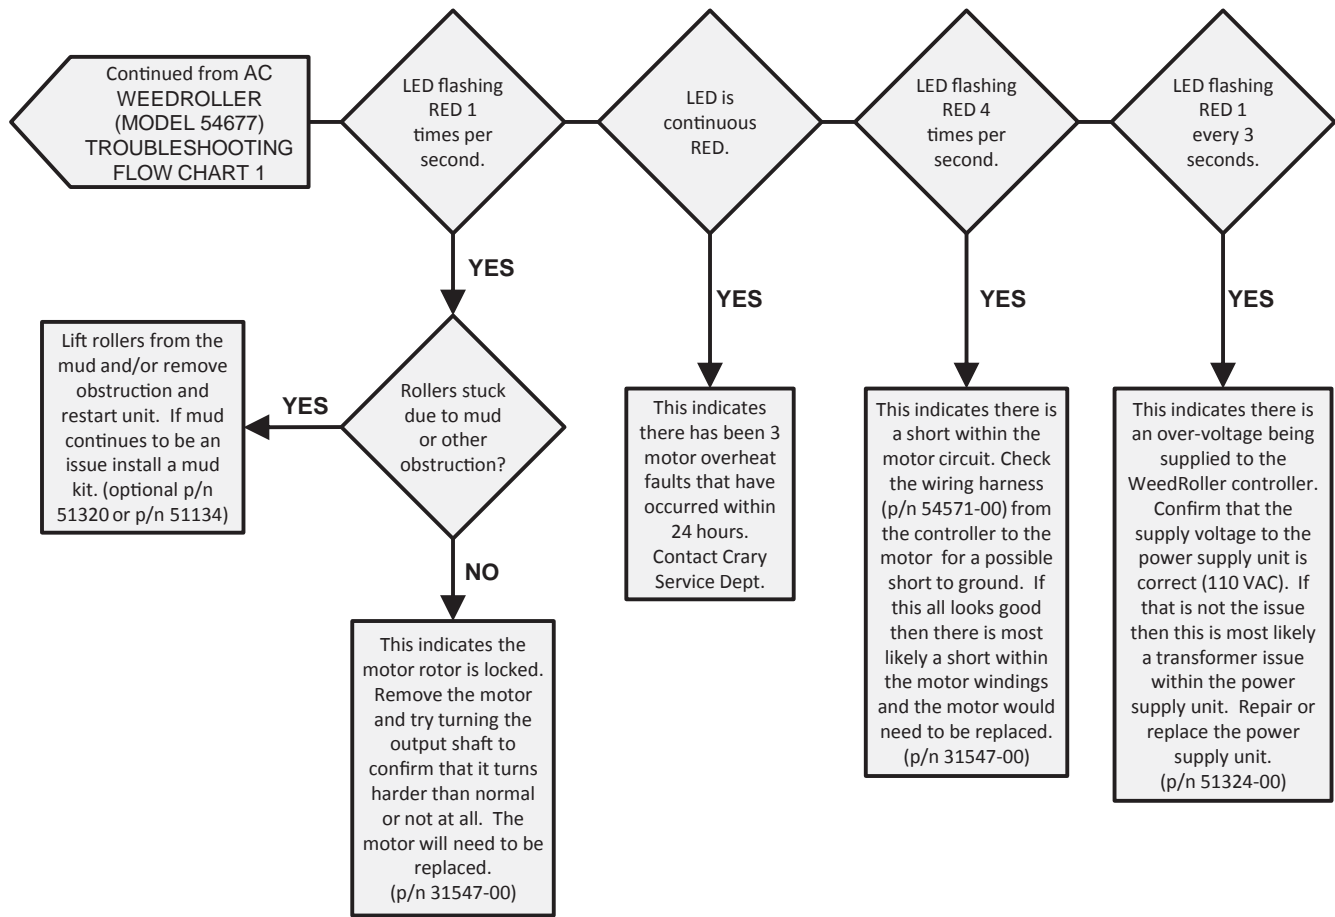 Continued from AC
WEEDROLLER
(MODEL 54677)
TROUBLESHOOTING
FLOW CHART 1
LED flashing
RED 1
times per
second.
LED is
continuous
RED.
LED flashing
RED 4
times per
second.
LED flashing
RED 1
every 3
seconds.
YES
YES
YES
YES
Lift rollers from the
mud and/or remove
obstruction and
restart unit. If mud
continues to be an
issue install a mud
kit. (optional p/n
51320 or p/n 51134)
YES
Rollers stuck
due to mud
or other
obstruction?
NO
This indicates the
motor rotor is locked.
Remove the motor
and try turning the
output shaft to
confirm that it turns
harder than normal
or not at all. The
motor will need to be
replaced.
(p/n 31547-00)
This indicates
there has been 3
motor overheat
faults that have
occurred within
24 hours.
Contact Crary
Service Dept.
This indicates there is
a short within the
motor circuit. Check
the wiring harness
(p/n 54571-00) from
the controller to the
motor for a possible
short to ground. If
this all looks good
then there is most
likely a short within
the motor windings
and the motor would
need to be replaced.
(p/n 31547-00)
This indicates there is
an over-voltage being
supplied to the
WeedRoller controller.
Confirm that the
supply voltage to the
power supply unit is
correct (110 VAC). If
that is not the issue
then this is most likely
a transformer issue
within the power
supply unit. Repair or
replace the power
supply unit.
(p/n 51324-00)